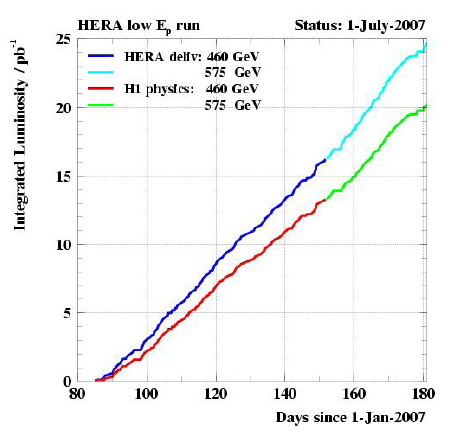 HERA low Ep run Status: 1-July-2007
Integrated Luminosity / pb-1
25
20
15
10
5
0
HERA deliv: 460 GeV
575 GeV
H1 physics: 460 GeV
575 GeV
80 100 120 140 160 180
Days since 1-Jan-2007